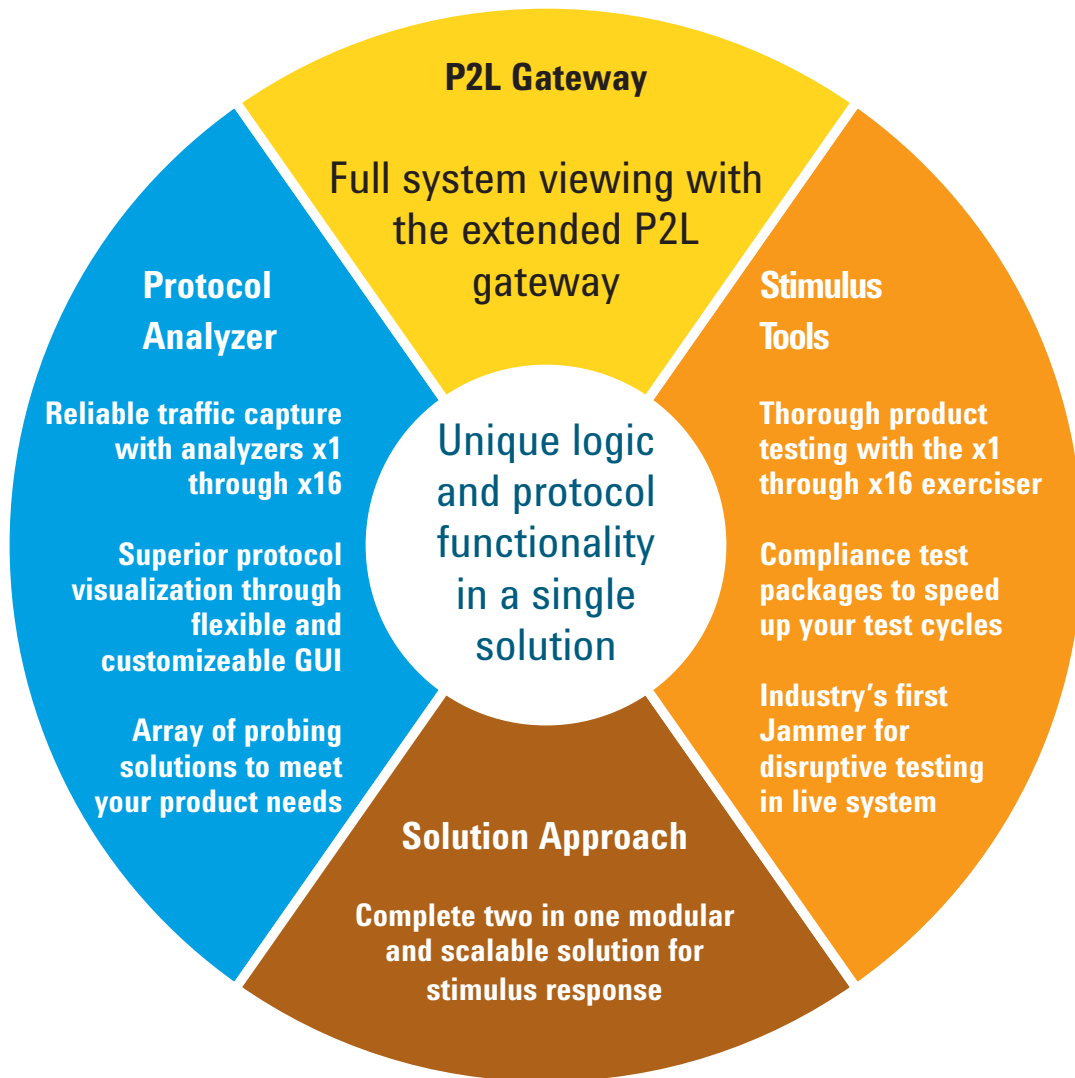 P2L Gateway
Full system viewing with
the extended P2L
gateway
Protocol
Analyzer
Reliable traffic capture
with analyzers x1
through x16
Superior protocol
visualization through
flexible and
customizeable GUI
Array of probing
solutions to meet
your product needs
Unique logic
and protocol
functionality
in a single
solution
Stimulus
Tools
Thorough product
testing with the x1
through x16 exerciser
Compliance test
packages to speed
up your test cycles
Industry’s first
Jammer for
disruptive testing
in live system
Solution Approach
Complete two in one modular
and scalable solution for
stimulus response